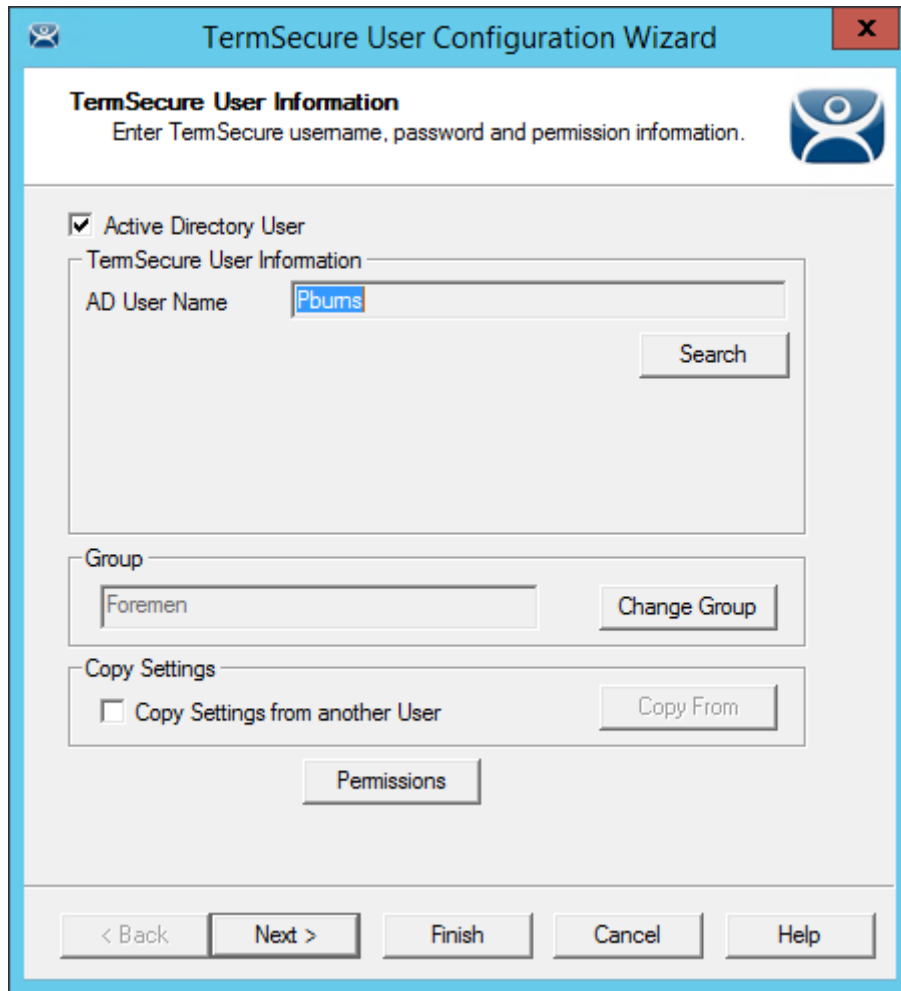 TermSecure User Configuration Wizard
X
TermSecure User Information
Enter TermSecure username, password and permission information.
Active Directory User
TermSecure User Information
AD User Name
Pburns
Search
Group
Foremen
Change Group
Copy Settings
Copy Settings from another User
Copy From
Permissions
< Back
Next >
Finish
Cancel
Help